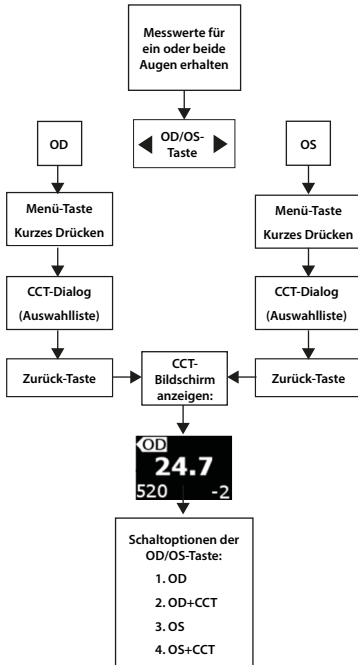 Messwerte für
ein oder beide
Augen erhalten
OD/OS-
Taste
OD
OS
Menü-Taste
Kurzes Drücken
Menü-Taste
Kurzes Drücken
CCT-Dialog
(Auswahlliste)
CCT-Dialog
(Auswahlliste)
Zurück-Taste
CCT-
Bildschirm
anzeigen:
Zurück-Taste
OD
24.7
520 -2
Schaltoptionen der
OD/OS-Taste:
1. OD
2. OD+CCT
3. OS
4. OS+CCT